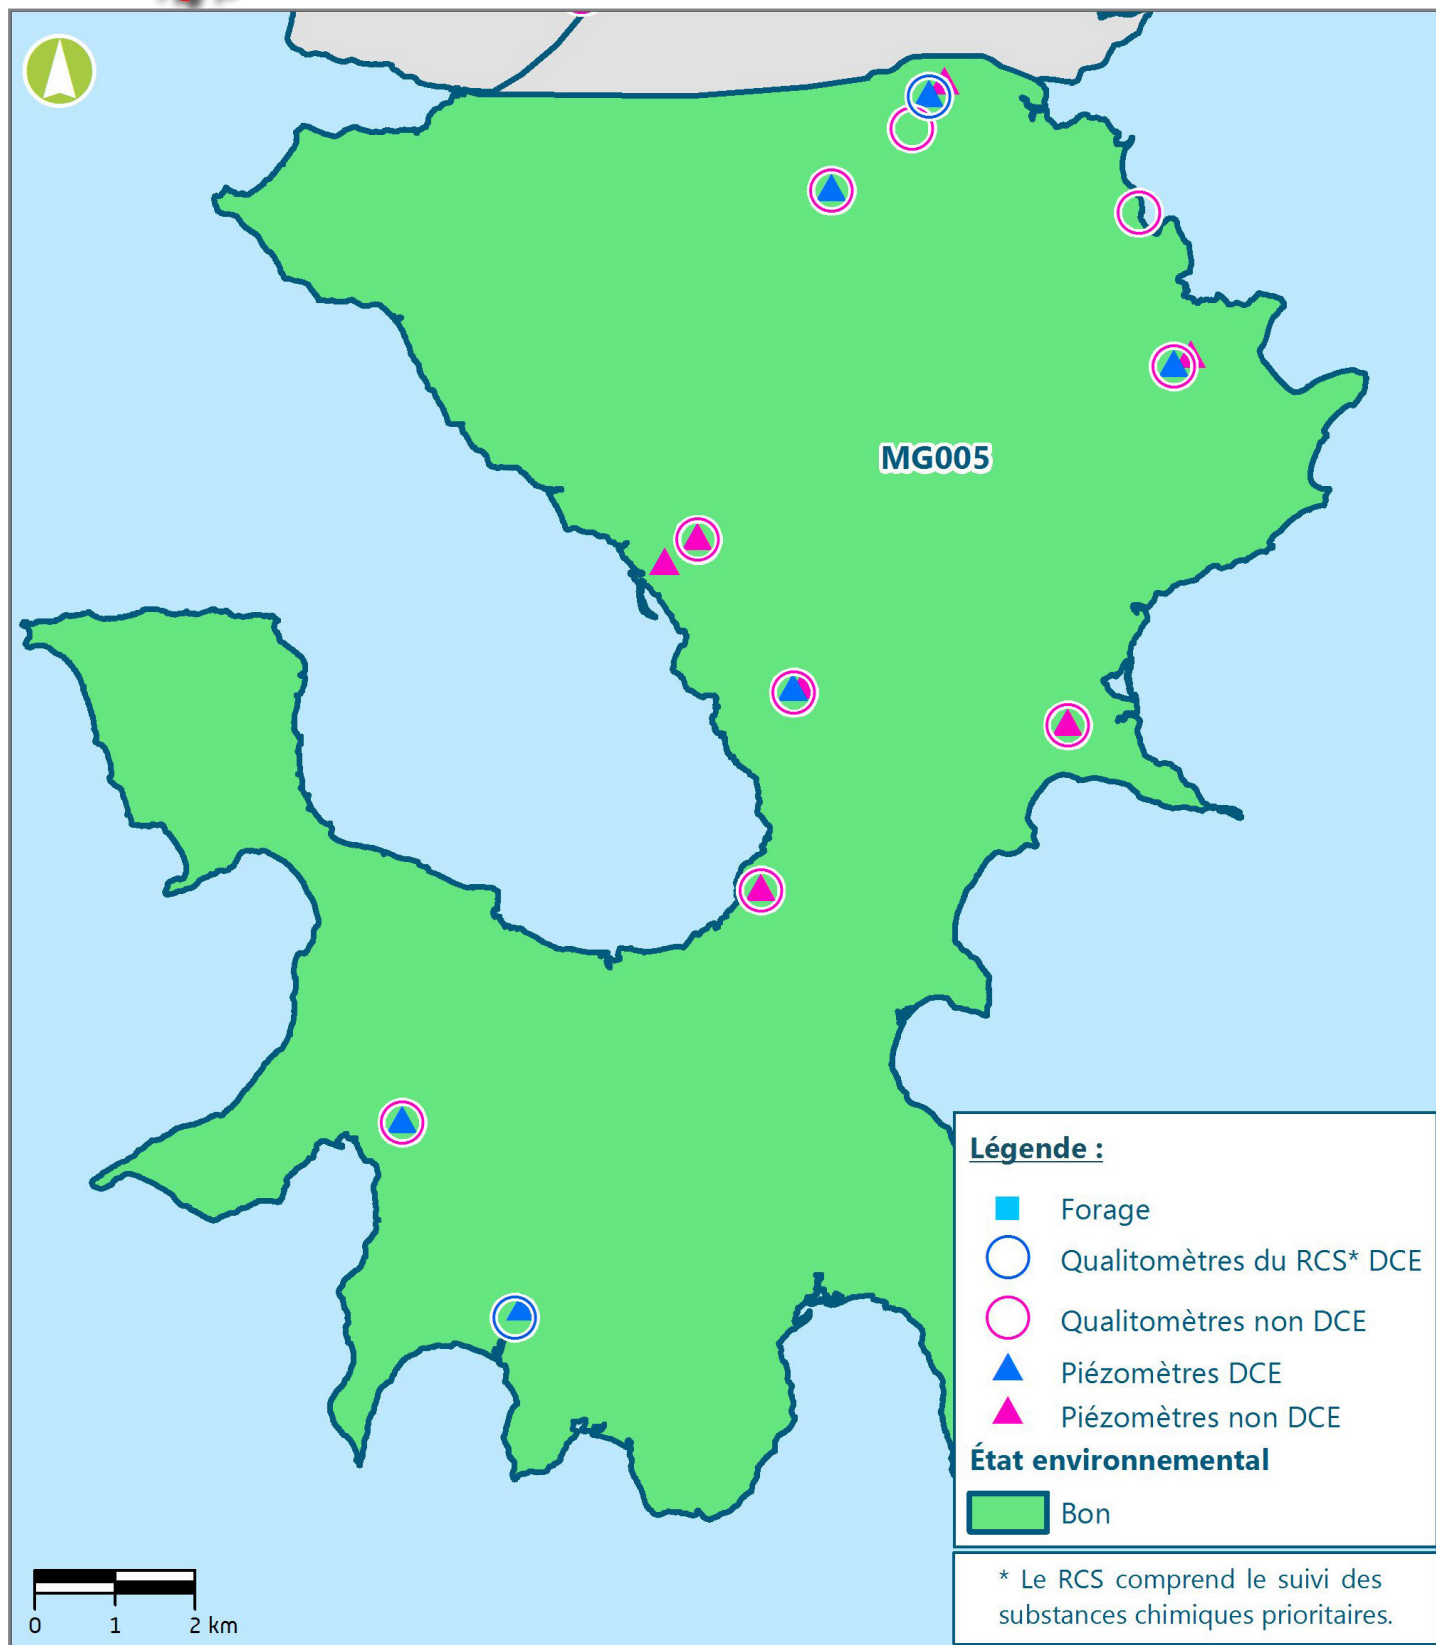 MG005
Légende :
Forage
Qualitomètres du RCS* DCE
Qualitomètres non DCE
Piézomètres DCE
Piézomètres non DCE
État environnemental
Bon
* Le RCS comprend le suivi des
substances chimiques prioritaires.
0 1 2 km